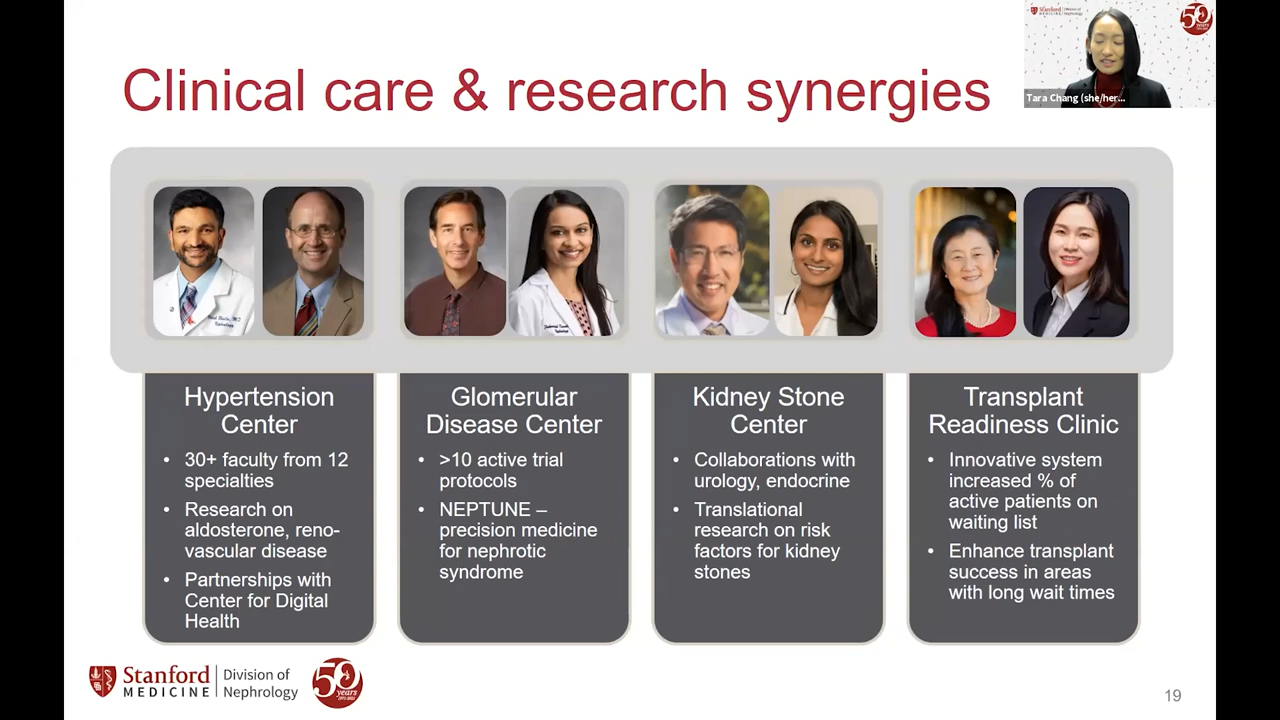 Clinical care & research synergies
Tara Chang (she/her...
Hypertension
Center
• 30+ faculty from 12
specialties
• Research on
aldosterone, reno-
vascular disease
• Partnerships with
Center for Digital
Health
Glomerular
Disease Center
• >10 active trial
protocols
• NEPTUNE –
precision medicine
for nephrotic
syndrome
Kidney Stone
Center
• Collaborations with
urology, endocrine
• Translational
research on risk
factors for kidney
stones
Transplant
Readiness Clinic
• Innovative system
increased % of
active patients on
waiting list
• Enhance transplant
success in areas
with long wait times
Stanford
MEDICINE
Division of
Nephrology
50
years
19